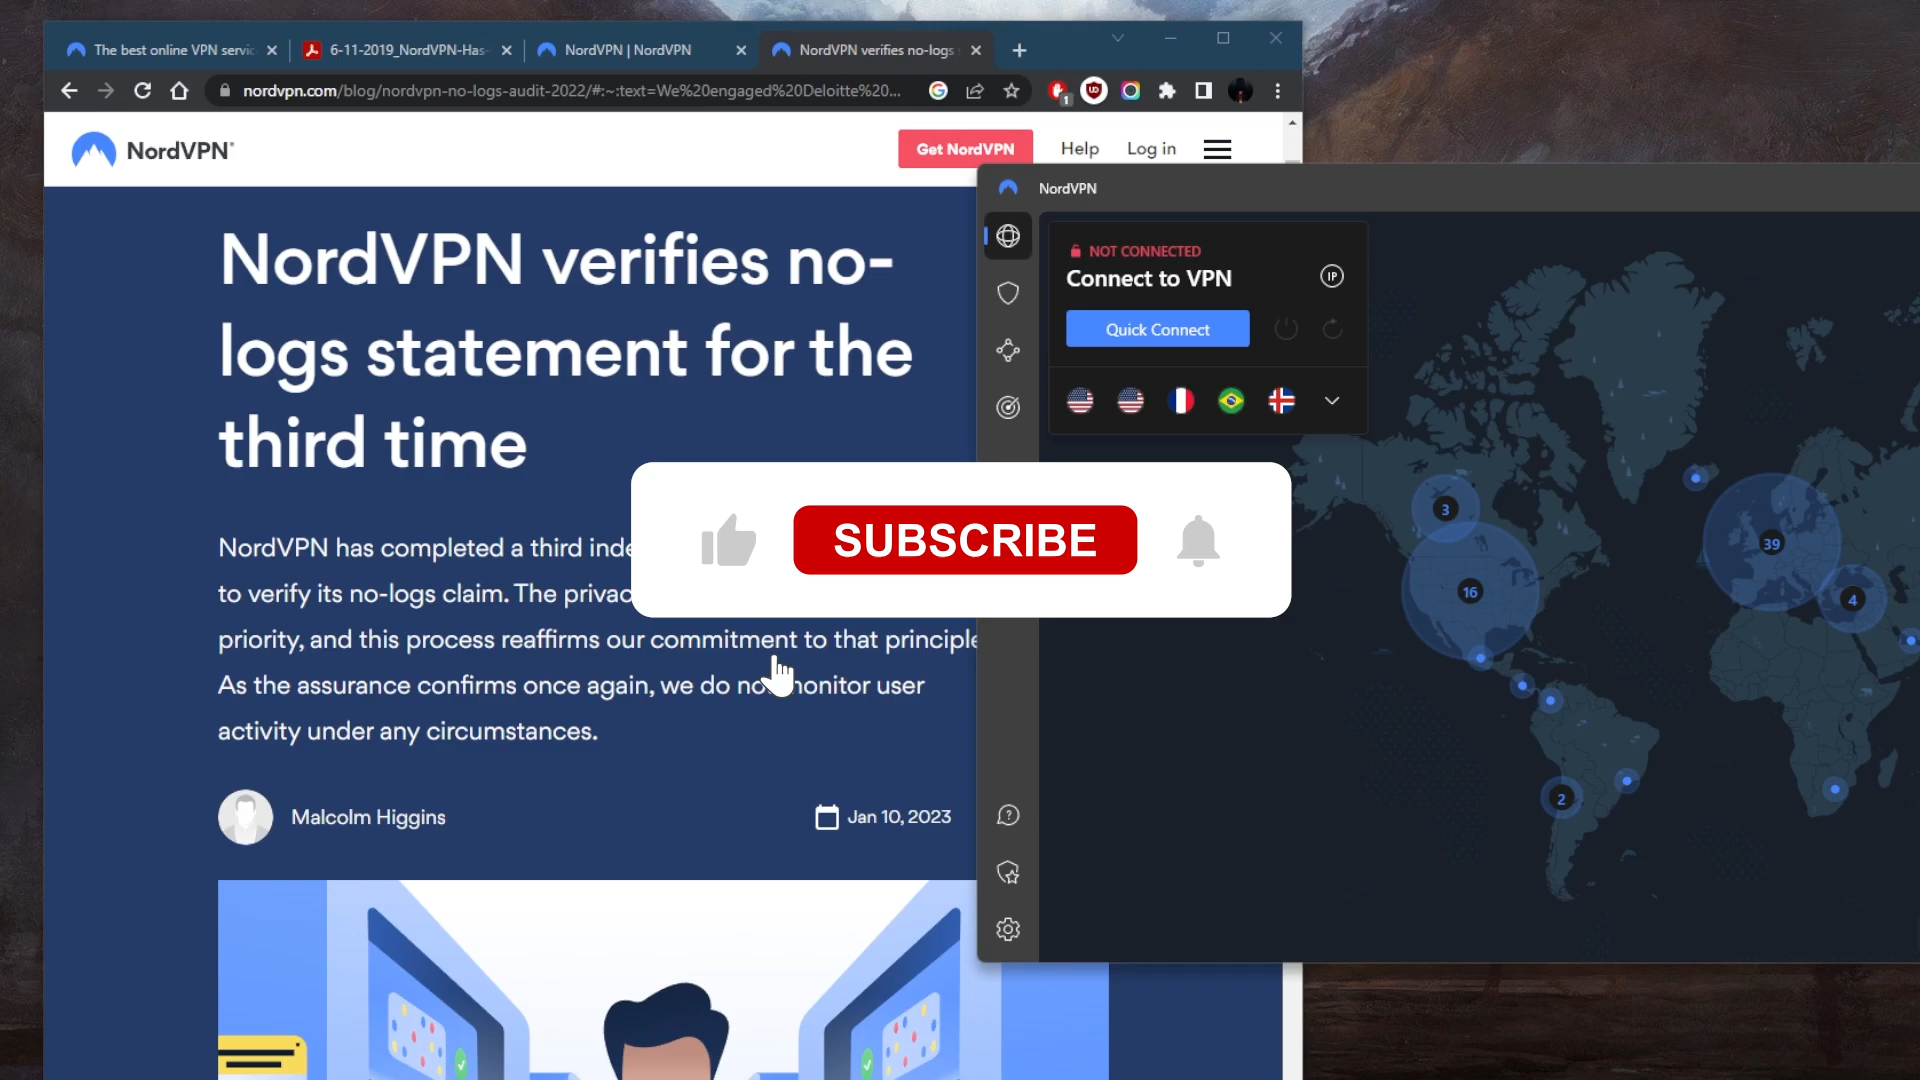 The best online VPN servic
6-11-2019_NordVPN-Has-
NordVPN | NordVPN
NordVPN verifies no-logs
nordvpn.com/blog/nordvpn-no-logs-audit-2022/#:~:text=We%20engaged%20Deloitte%20...
1
NordVPN®
Get NordVPN
Help
Log in
NordVPN verifies no-
logs statement for the
third time
NordVPN has completed a third
to verify its no-logs claim. The
priority, and this process reaffirms our commitment to that
As the assurance confirms once again, we do monitor user
activity under any circumstances.
Malcolm Higgins
Jan 10, 2023
SUBSCRIBE
NordVPN
NOT CONNECTED
Connect to VPN
IP
Quick Connect
3
39
16
4
2